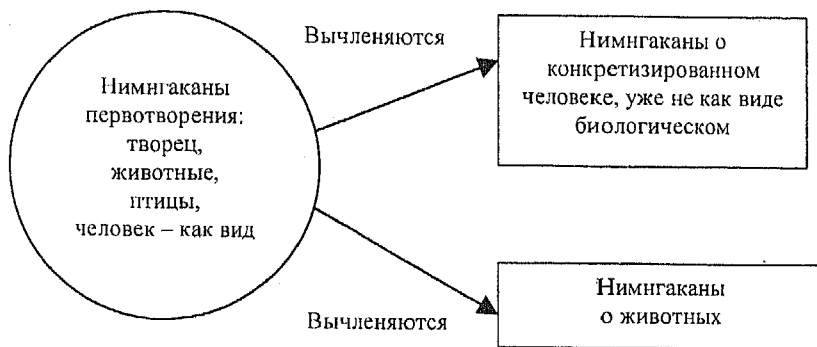 Нимнгаканы
первотворения:
творец,
животные,
птицы,
человек – как вид
Вычленяются
Нимнгаканы о
конкретизированном
человеке, уже не как виде
биологическом
Вычленяются
Нимнгаканы
о животных